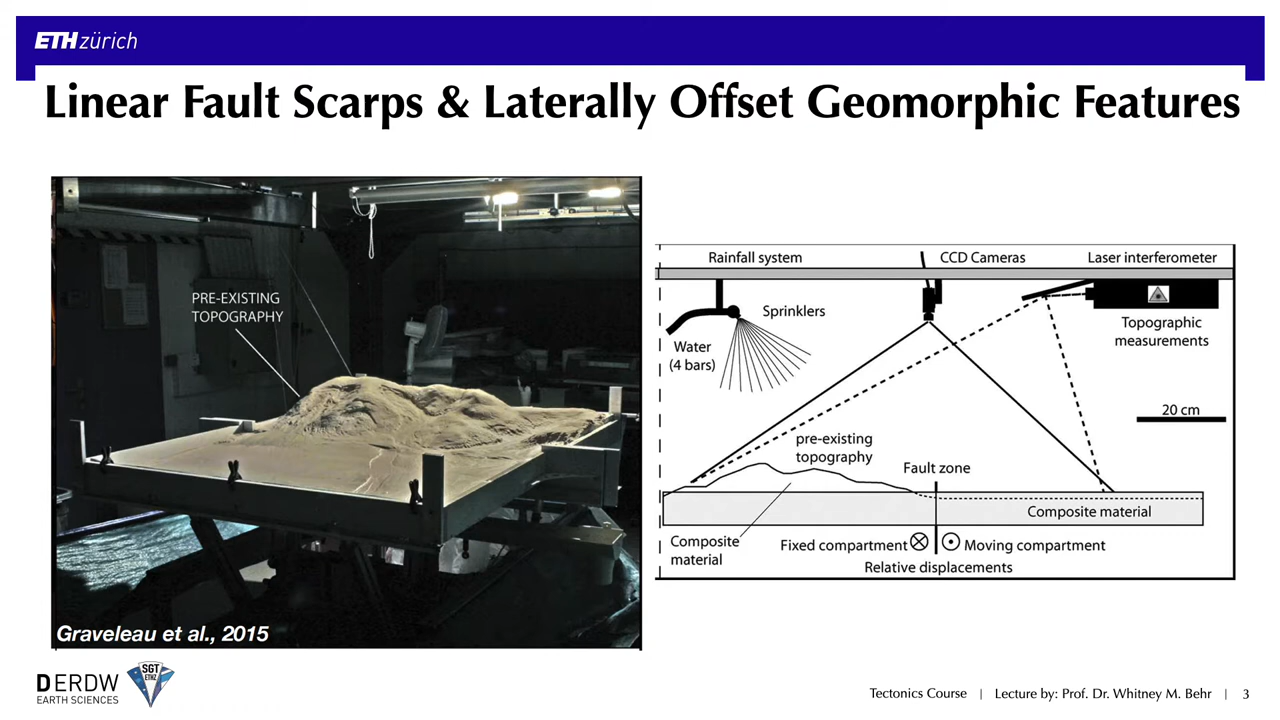 ETH zürich
Linear Fault Scarps & Laterally Offset Geomorphic Features
PRE-EXISTING
TOPOGRAPHY
Graveleau et al., 2015
Rainfall system
CCD Cameras
Laser interferometer
Sprinklers
Water
(4 bars)
Topographic
measurements
20 cm
pre-existing
topography
Fault zone
Composite material
Composite
material
Fixed compartment
Moving compartment
Relative displacements
DERDW
EARTH SCIENCES
SGT
ETHZ
Tectonics Course | Lecture by: Prof. Dr. Whitney M. Behr | 3